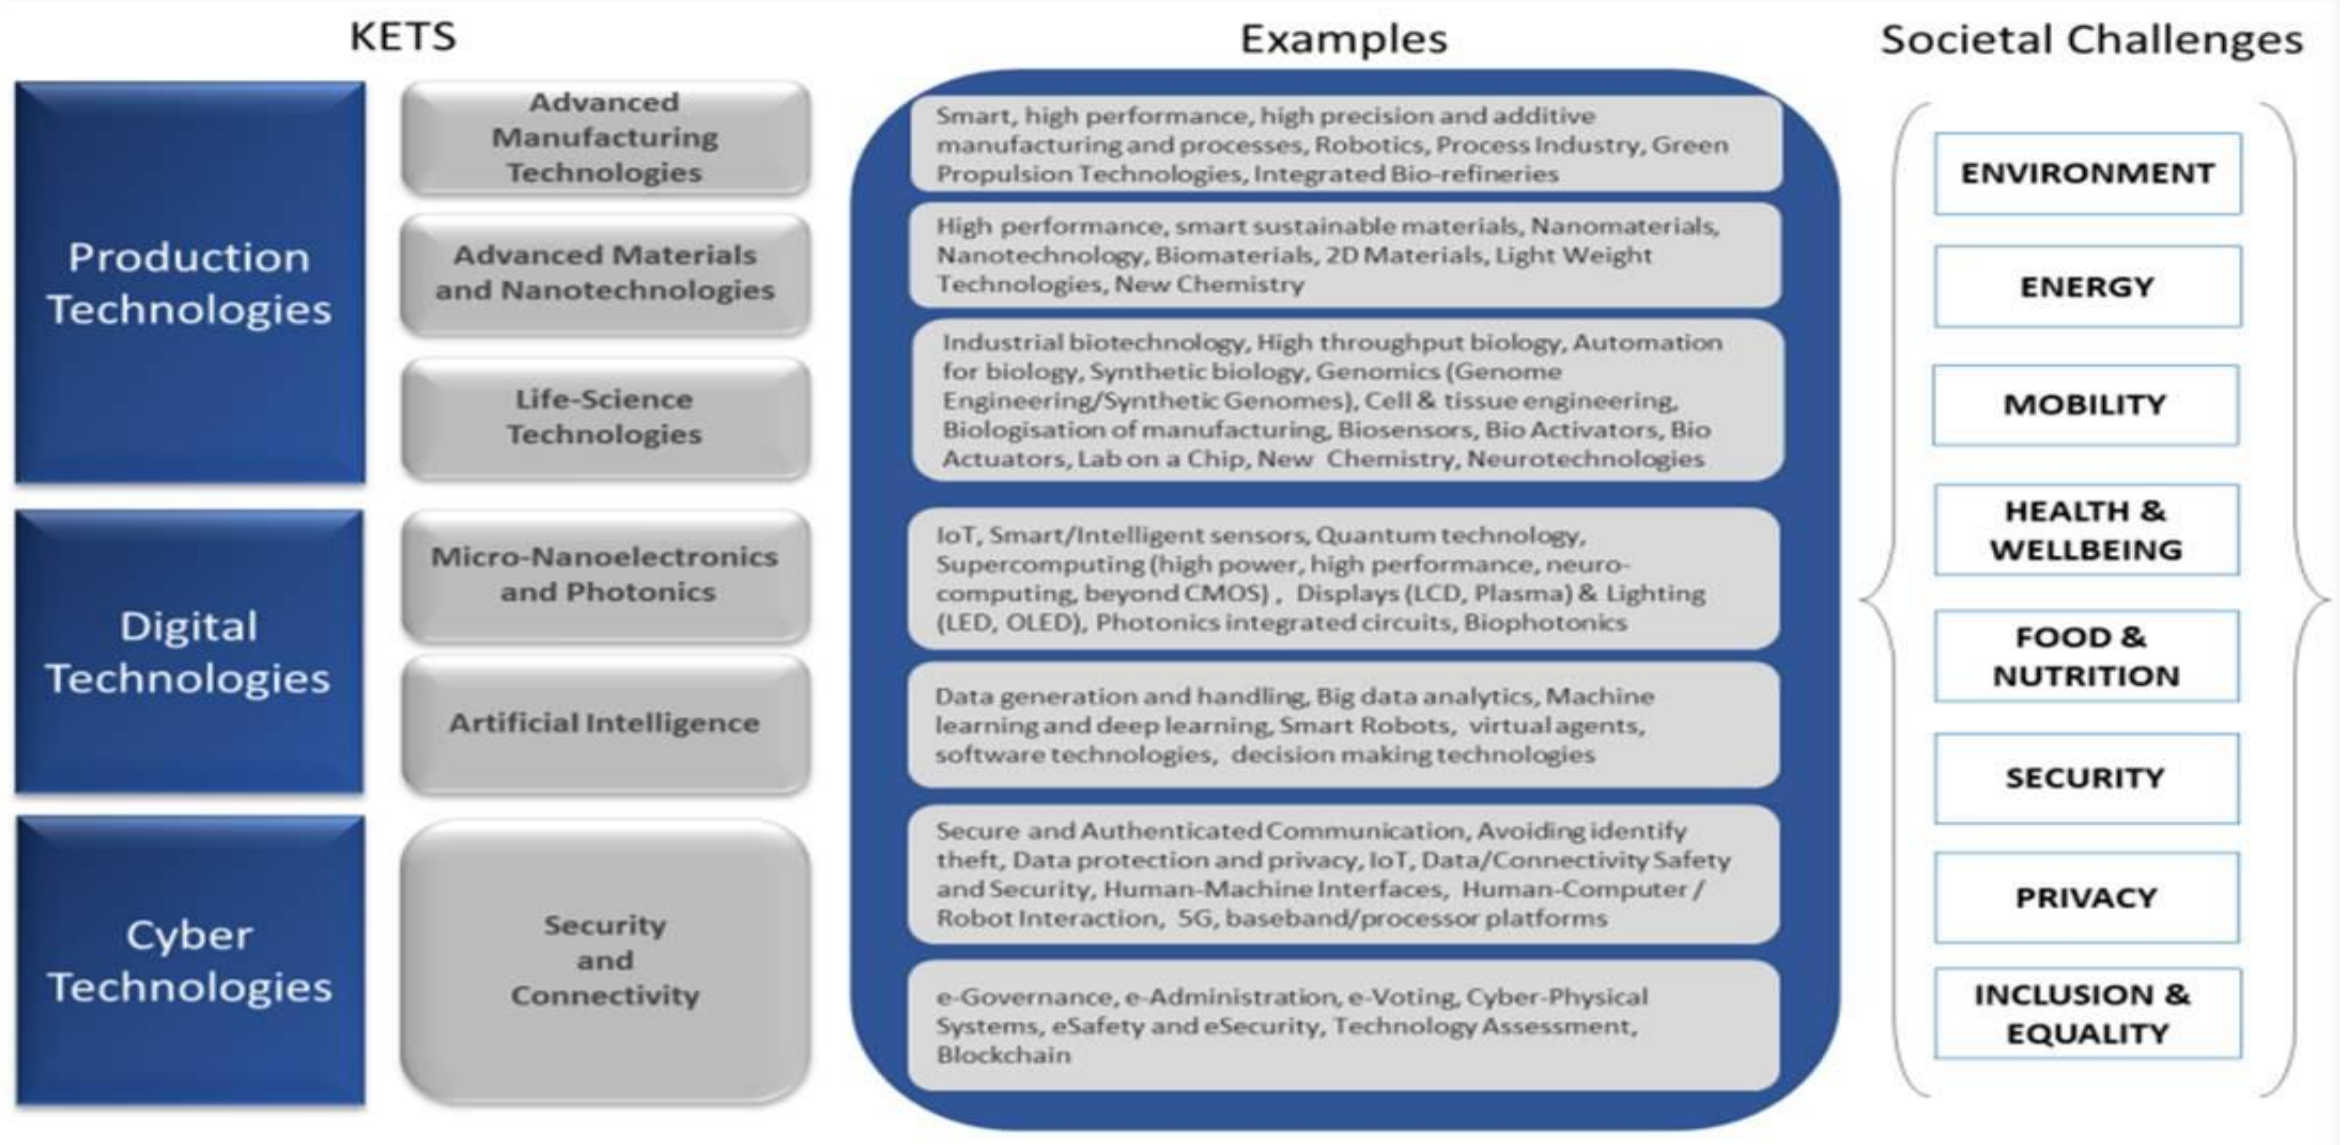 KETS
Examples
Societal Challenges
Production
Technologies
Advanced
Manufacturing
Technologies
Advanced Materials
and Nanotechnologies
Life-Science
Technologies
Digital
Technologies
Micro-Nanoelectronics
and Photonics
Artificial Intelligence
Cyber
Technologies
Security
and
Connectivity
Smart, high performance, high precision and additive
manufacturing and processes, Robotics, Process Industry, Green
Propulsion Technologies, Integrated Bio-refineries
High performance, smart sustainable materials, Nanomaterials,
Nanotechnology, Biomaterials, 2D Materials, Light Weight
Technologies, New Chemistry
Industrial biotechnology, High throughput biology, Automation
for biology, Synthetic biology, Genomics (Genome
Engineering/Synthetic Genomes), Cell & tissue engineering,
Biologisation of manufacturing, Biosensors, Bio Activators, Bio
Actuators, Lab on a Chip, New Chemistry, Neurotechnologies
IoT, Smart/Intelligent sensors, Quantum technology,
Supercomputing (high power, high performance, neuro-
computing, beyond CMOS) , Displays (LCD, Plasma) & Lighting
(LED, OLED), Photonics integrated circuits, Biophotonics
Data generation and handling, Big data analytics, Machine
learning and deep learning, Smart Robots, virtual agents,
software technologies, decision making technologies
Secure and Authenticated Communication, Avoiding identify
theft, Data protection and privacy, IoT, Data/Connectivity Safety
and Security, Human-Machine Interfaces, Human-Computer /
Robot Interaction, 5G, baseband/processor platforms
e-Governance, e-Administration, e-Voting, Cyber-Physical
Systems, eSafety and eSecurity, Technology Assessment,
Blockchain
ENVIRONMENT
ENERGY
MOBILITY
HEALTH &
WELLBEING
FOOD &
NUTRITION
SECURITY
PRIVACY
INCLUSION &
EQUALITY